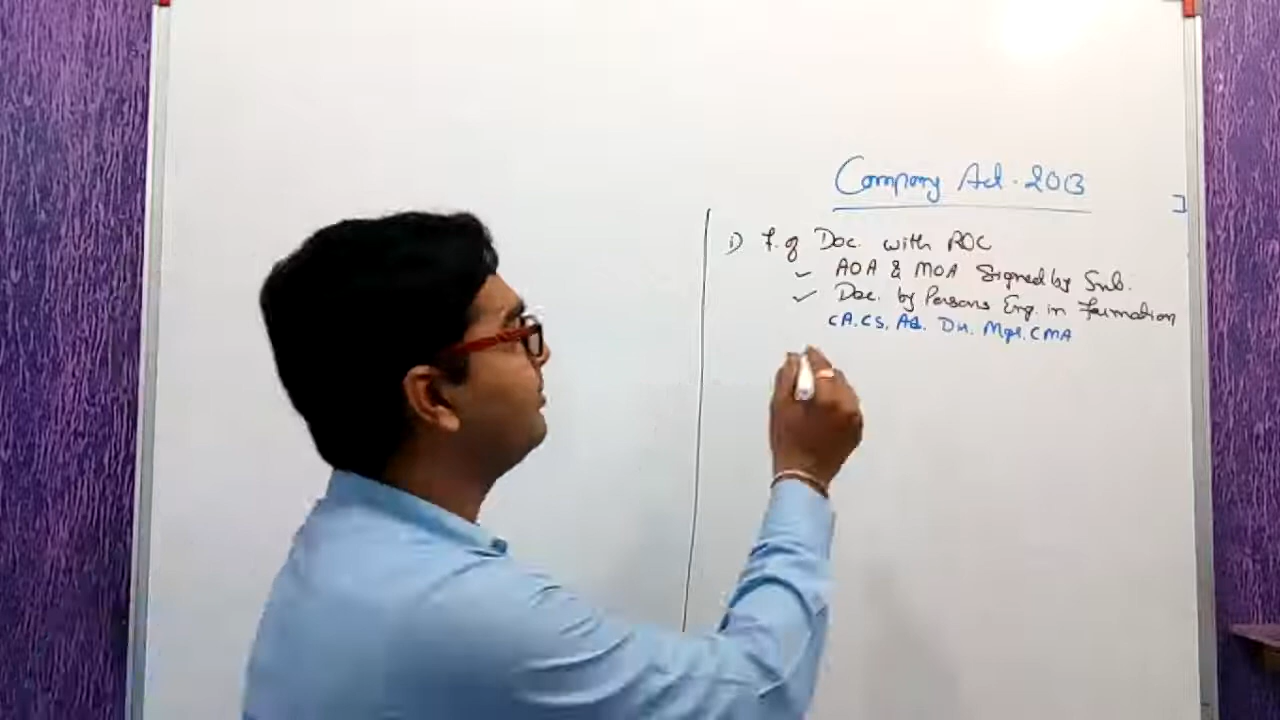 Company Act. 2013
1) F. of Doc. with ROC
✓ AOA & MOA Signed by Sub.
✓ Doc. by Persons Eng. in Formation
CA. CS. Ad. Dir. Mgr. CMA